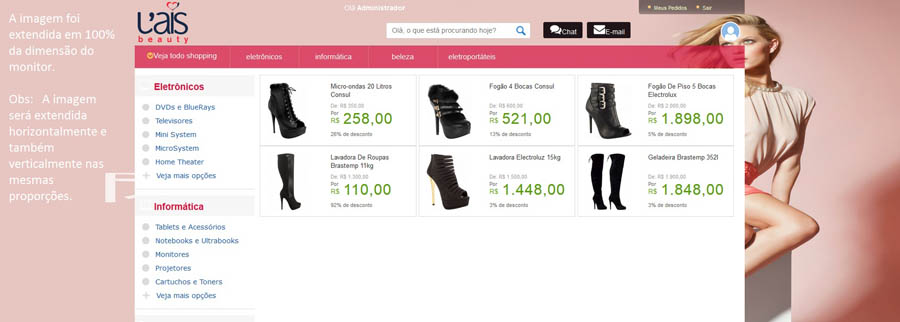 A imagem foi
extendida em 100%
da dimensão do
monitor.
Obs: A imagem
será extendida
horizontalmente e
também
verticalmente nas
mesmas
proporções.
L'ais
beauty
Olá Administrador
Meus Pedidos
Sair
Olá, o que está procurando hoje?
Chat
E-mail
Veja todo shopping
eletrônicos
informática
beleza
eletroportáteis
Eletrônicos
DVDs e BlueRays
Televisores
Mini System
MicroSystem
Home Theater
Veja mais opções
Informática
Tablets e Acessórios
Notebooks e Ultrabooks
Monitores
Projetores
Cartuchos e Toners
Veja mais opções
Micro-ondas 20 Litros
Consul
De: R$ 350,00
Por
R$ 258,00
26% de desconto
Fogão 4 Bocas Consul
De: R$ 600,00
Por
R$ 521,00
13% de desconto
Fogão De Piso 5 Bocas
Electrolux
De: R$ 2.000,00
Por
R$ 1.898,00
5% de desconto
Lavadora De Roupas
Brastemp 11kg
De: R$ 1.300,00
Por
R$ 110,00
92% de desconto
Lavadora Electroluz 15kg
De: R$ 1.500,00
Por
R$ 1.448,00
3% de desconto
Geladeira Brastemp 352l
De: R$ 1.900,00
Por
R$ 1.848,00
3% de desconto